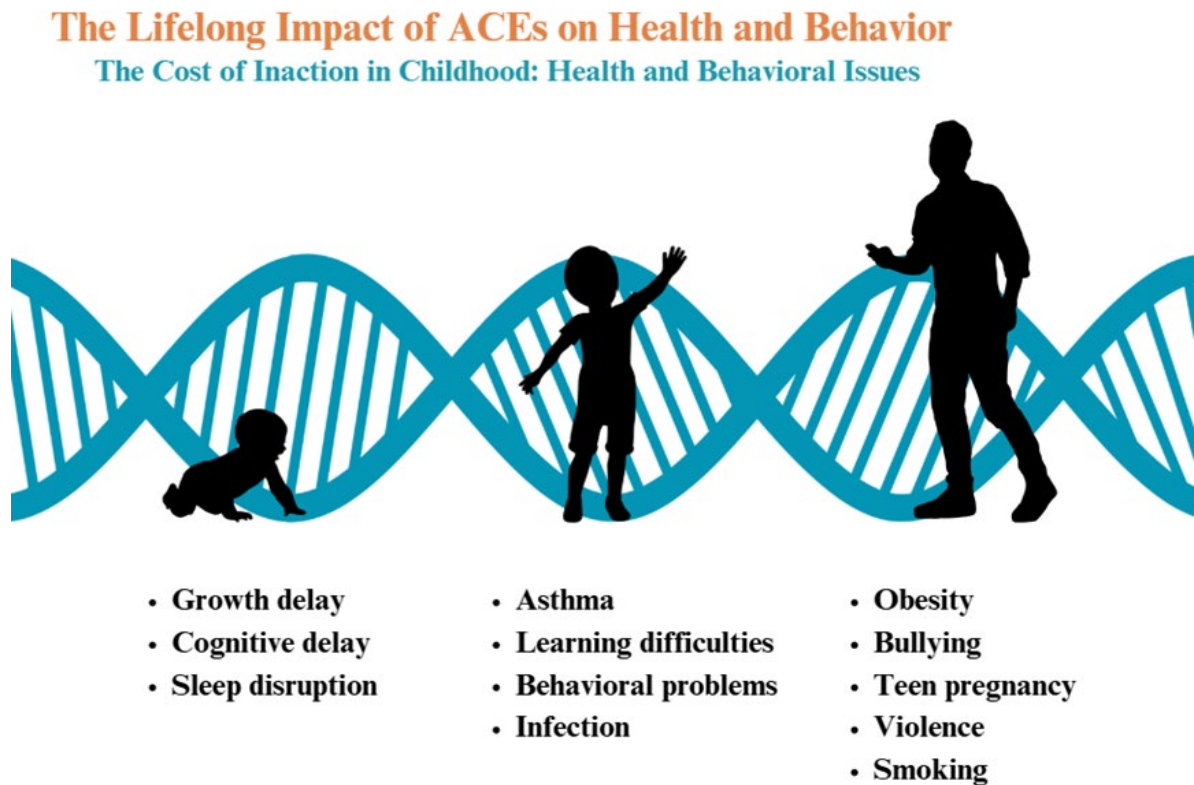 The Lifelong Impact of ACEs on Health and Behavior
The Cost of Inaction in Childhood: Health and Behavioral Issues
• Growth delay
• Cognitive delay
• Sleep disruption
• Asthma
• Learning difficulties
• Behavioral problems
• Infection
• Obesity
• Bullying
• Teen pregnancy
• Violence
• Smoking